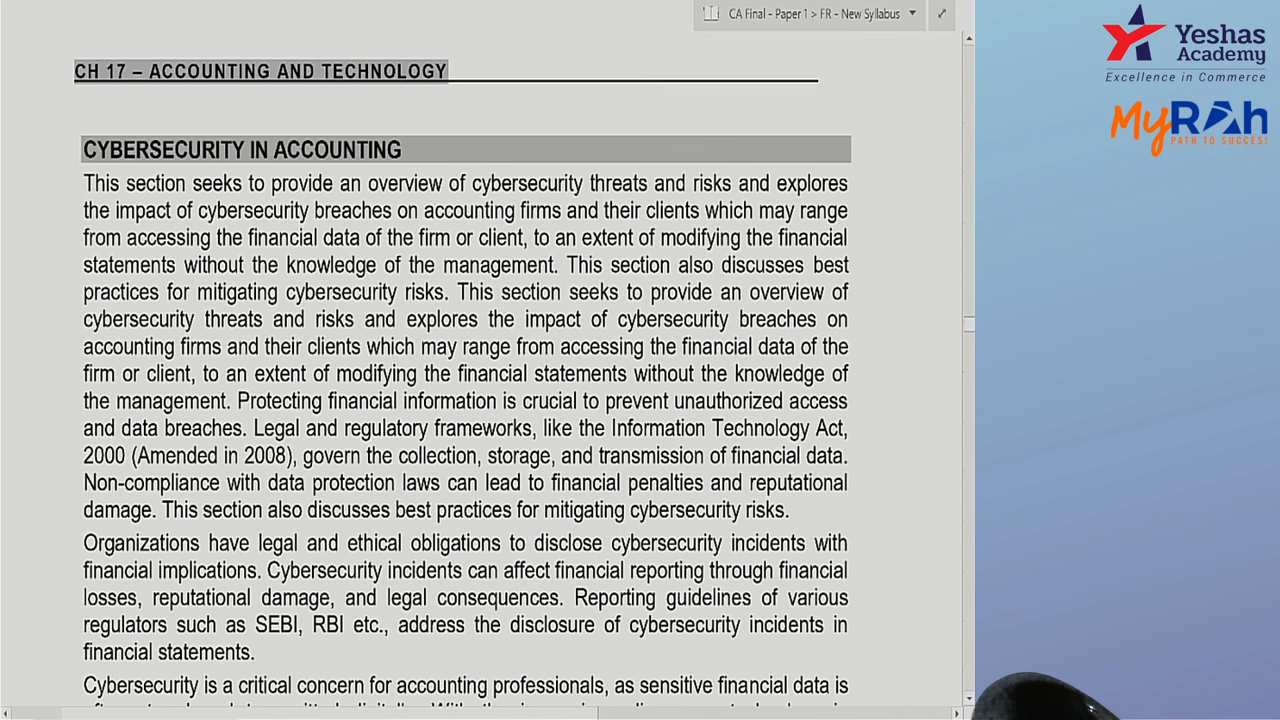 CA Final - Paper 1 > FR - New Syllabus
Yeshas
Academy
Excellence in Commerce
MyRAh
PATH TO SUCCESS
CH 17 – ACCOUNTING AND TECHNOLOGY
CYBERSECURITY IN ACCOUNTING
This section seeks to provide an overview of cybersecurity threats and risks and explores
the impact of cybersecurity breaches on accounting firms and their clients which may range
from accessing the financial data of the firm or client, to an extent of modifying the financial
statements without the knowledge of the management. This section also discusses best
practices for mitigating cybersecurity risks. This section seeks to provide an overview of
cybersecurity threats and risks and explores the impact of cybersecurity breaches on
accounting firms and their clients which may range from accessing the financial data of the
firm or client, to an extent of modifying the financial statements without the knowledge of
the management. Protecting financial information is crucial to prevent unauthorized access
and data breaches. Legal and regulatory frameworks, like the Information Technology Act,
2000 (Amended in 2008), govern the collection, storage, and transmission of financial data.
Non-compliance with data protection laws can lead to financial penalties and reputational
damage. This section also discusses best practices for mitigating cybersecurity risks.
Organizations have legal and ethical obligations to disclose cybersecurity incidents with
financial implications. Cybersecurity incidents can affect financial reporting through financial
losses, reputational damage, and legal consequences. Reporting guidelines of various
regulators such as SEBI, RBI etc., address the disclosure of cybersecurity incidents in
financial statements.
Cybersecurity is a critical concern for accounting professionals, as sensitive financial data is